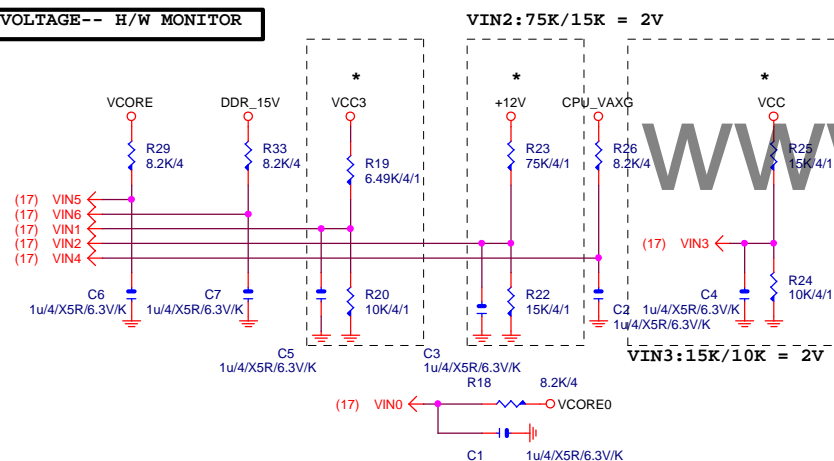 VOLTAGE-- H/W MONITOR
VIN2:75K/15K = 2V
*
*
*
VCORE
DDR_15V
VCC3
+12V
CPU_VAXG
VCC
R29
8.2K/4
R33
8.2K/4
R19
6.49K/4/1
R23
75K/4/1
R26
8.2K/4
R25
15K/4/1
WWW
(17) VIN5
(17) VIN6
(17) VIN1
(17) VIN2
(17) VIN4
(17) VIN3
C6
1u/4/X5R/6.3V/K
C7
1u/4/X5R/6.3V/K
R20
10K/4/1
R22
15K/4/1
C2
1u/4/X5R/6.3V/K
C4
1u/4/X5R/6.3V/K
R24
10K/4/1
C5
1u/4/X5R/6.3V/K
C3
1u/4/X5R/6.3V/K
VIN3:15K/10K = 2V
R18
8.2K/4
(17) VIN0
VCORE0
C1
1u/4/X5R/6.3V/K